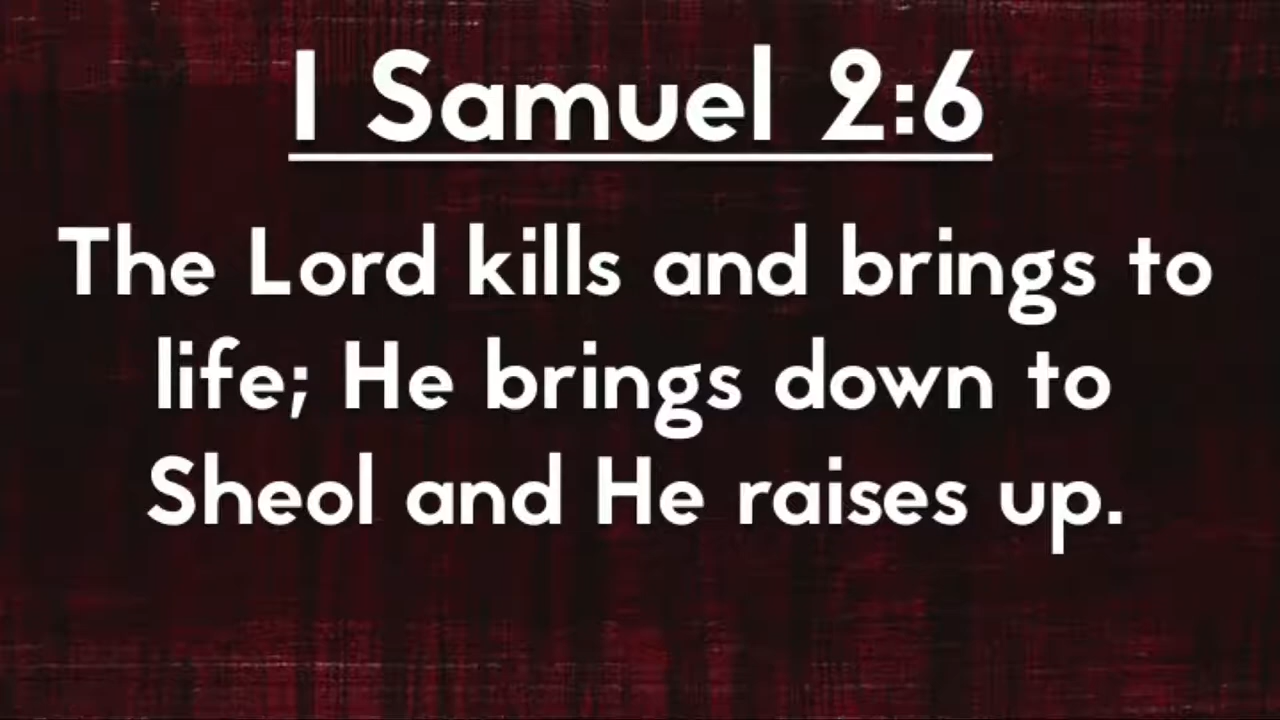 I Samuel 2:6
The Lord kills and brings to
life; He brings down to
Sheol and He raises up.